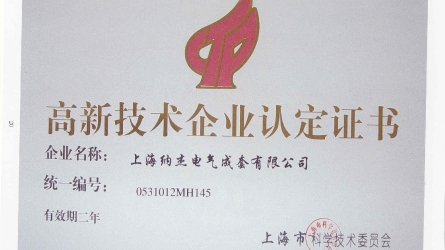 高新技术企业认定证书
企业名称: 上海纳杰电气成套有限公司
统一编号: 0531012MH145
有效期二年
上海市科学技术委员会